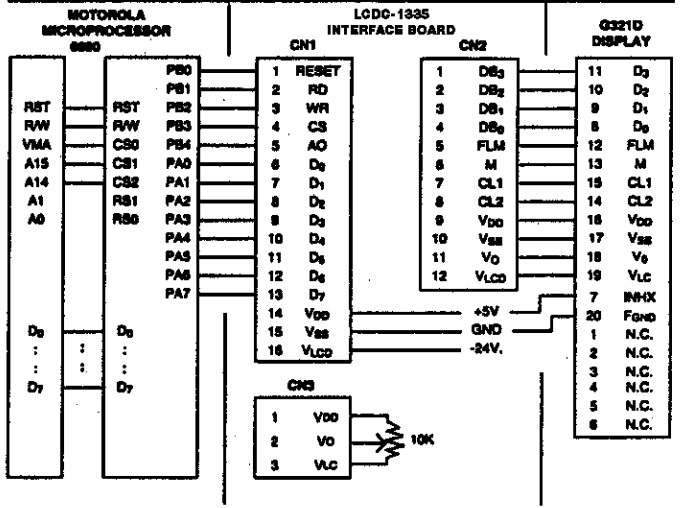 MOTOROLA
MICROPROCESSOR
LCDC-1335
INTERFACE BOARD
G321D
DISPLAY
RST
R/W
VMA
A15
A14
A1
A0
D₀
:
:
D₇
RST
R/W
CS0
CS1
CS2
RS1
RS0
D₀
:
:
D₇
PB0
PB1
PB2
PB3
PB4
PA0
PA1
PA2
PA3
PA4
PA5
PA6
PA7
CN1
1 RESET
2 RD
3 WR
4 CS
5 AO
6 D₀
7 D₁
8 D₂
9 D₃
10 D₄
11 D₅
12 D₆
13 D₇
14 VDD
15 VSS
16 VLCD
CN2
1 DB₃
2 DB₂
3 DB₁
4 DB₀
5 FLM
6 M
7 CL1
8 CL2
9 VDD
10 VSS
11 VO
12 VLCD
+5V
GND
-24V.
11 D₃
10 D₂
9 D₁
8 D₀
12 FLM
13 M
15 CL1
14 CL2
16 VDD
17 VSS
18 V₀
19 VLC
7 INHX
20 FGND
1 N.C.
2 N.C.
3 N.C.
4 N.C.
5 N.C.
6 N.C.
CN3
1 VDD
2 VO
3 VLC
10K